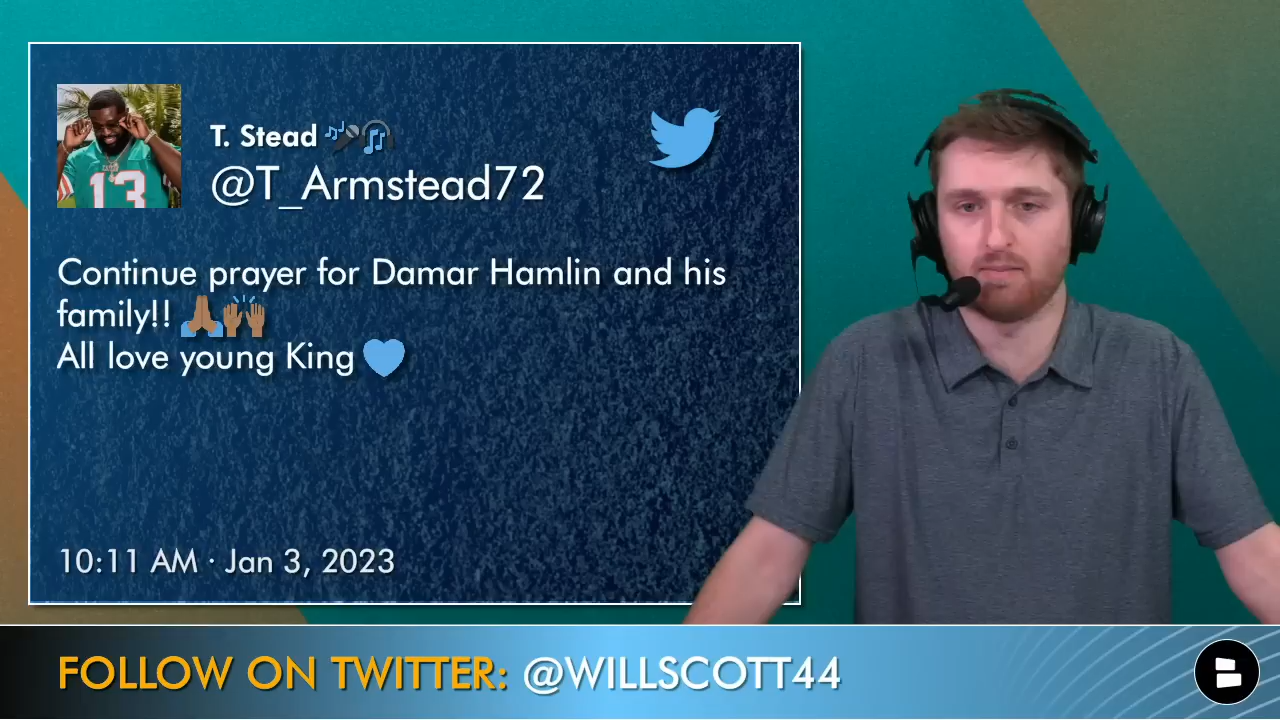 T. Stead
@T_Armstead72
Continue prayer for Damar Hamlin and his
family!! 🙏🏽🙌🏽
All love young King 💙
10:11 AM · Jan 3, 2023
13
FOLLOW ON TWITTER: @WILLSCOTT44